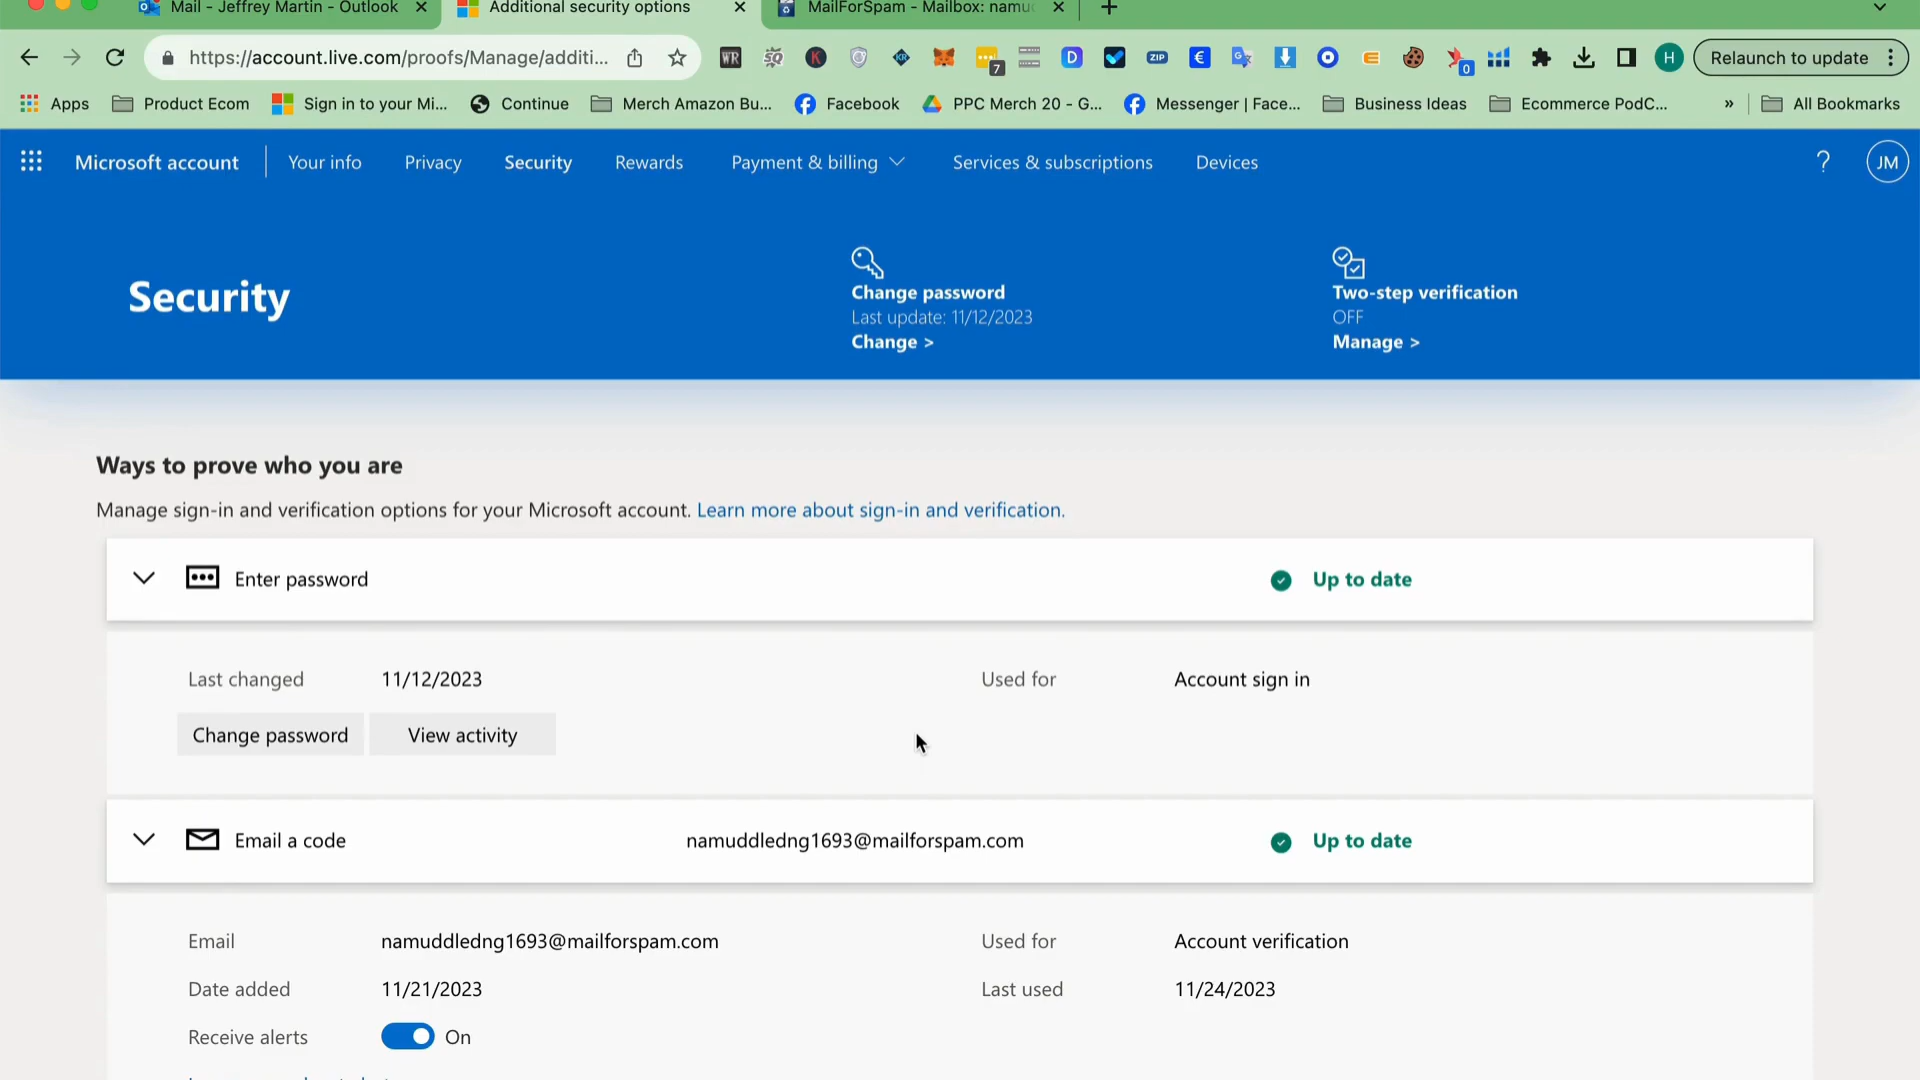 Mail - Jeffrey Martin - Outlook
Additional security options
MailForSpam - Mailbox: namu
https://account.live.com/proofs/Manage/additi...
WR
SQ
K
KR
7
D
ZIP
€
0
H
Relaunch to update
Apps
Product Ecom
Sign in to your Mi...
Continue
Merch Amazon Bu...
Facebook
PPC Merch 20 - G...
Messenger | Face...
Business Ideas
Ecommerce PodC...
»
All Bookmarks
Microsoft account
Your info
Privacy
Security
Rewards
Payment & billing
Services & subscriptions
Devices
?
JM
Security
Change password
Last update: 11/12/2023
Change >
Two-step verification
OFF
Manage >
Ways to prove who you are
Manage sign-in and verification options for your Microsoft account. Learn more about sign-in and verification.
Enter password
Up to date
Last changed
11/12/2023
Used for
Account sign in
Change password
View activity
Email a code
namuddledng1693@mailforspam.com
Up to date
Email
namuddledng1693@mailforspam.com
Used for
Account verification
Date added
11/21/2023
Last used
11/24/2023
Receive alerts
On